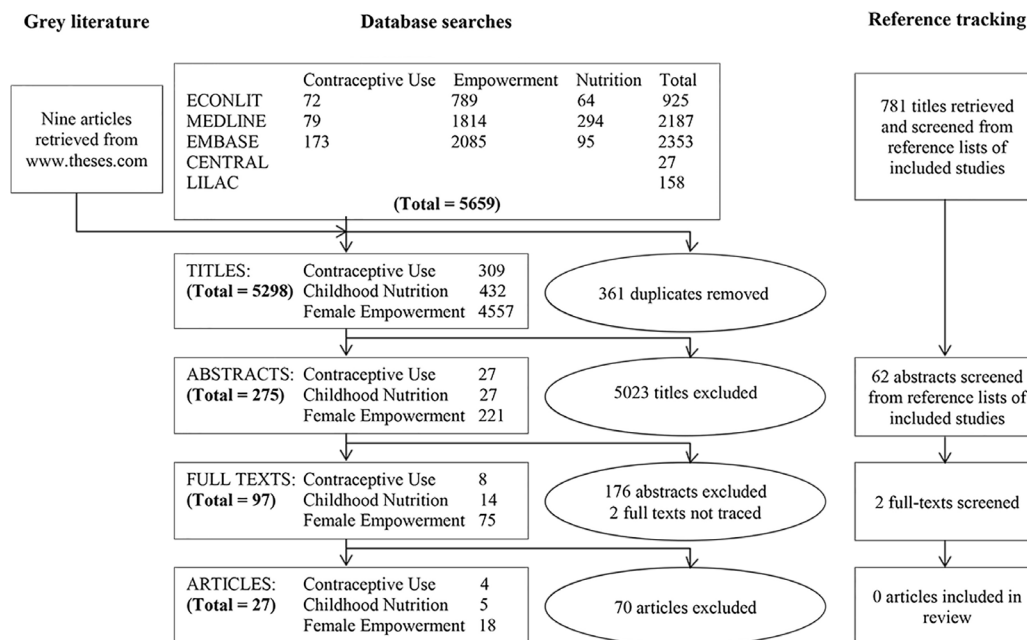 Grey literature
Database searches
Reference tracking
Nine articles
retrieved from
www.theses.com
Contraceptive Use Empowerment Nutrition Total
ECONLIT 72 789 64 925
MEDLINE 79 1814 294 2187
EMBASE 173 2085 95 2353
CENTRAL 27
LILAC 158
(Total = 5659)
781 titles retrieved
and screened from
reference lists of
included studies
TITLES: Contraceptive Use 309
(Total = 5298) Childhood Nutrition 432
Female Empowerment 4557
361 duplicates removed
ABSTRACTS: Contraceptive Use 27
(Total = 275) Childhood Nutrition 27
Female Empowerment 221
5023 titles excluded
62 abstracts screened
from reference lists of
included studies
FULL TEXTS: Contraceptive Use 8
(Total = 97) Childhood Nutrition 14
Female Empowerment 75
176 abstracts excluded
2 full texts not traced
2 full-texts screened
ARTICLES: Contraceptive Use 4
(Total = 27) Childhood Nutrition 5
Female Empowerment 18
70 articles excluded
0 articles included in
review